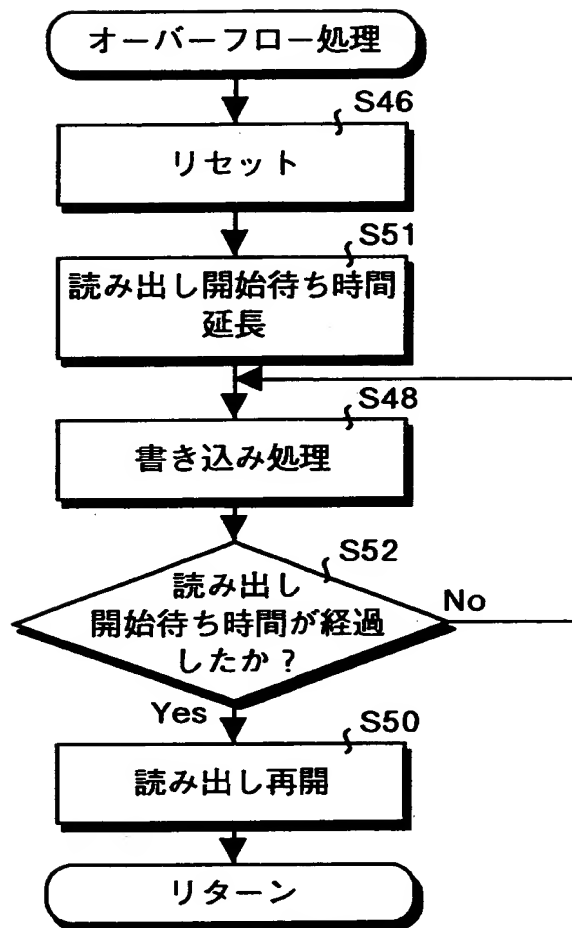 オーバーフロー処理
S46
リセット
S51
読み出し開始待ち時間
延長
S48
書き込み処理
S52
読み出し
開始待ち時間が経過
したか？
No
Yes
S50
読み出し再開
リターン